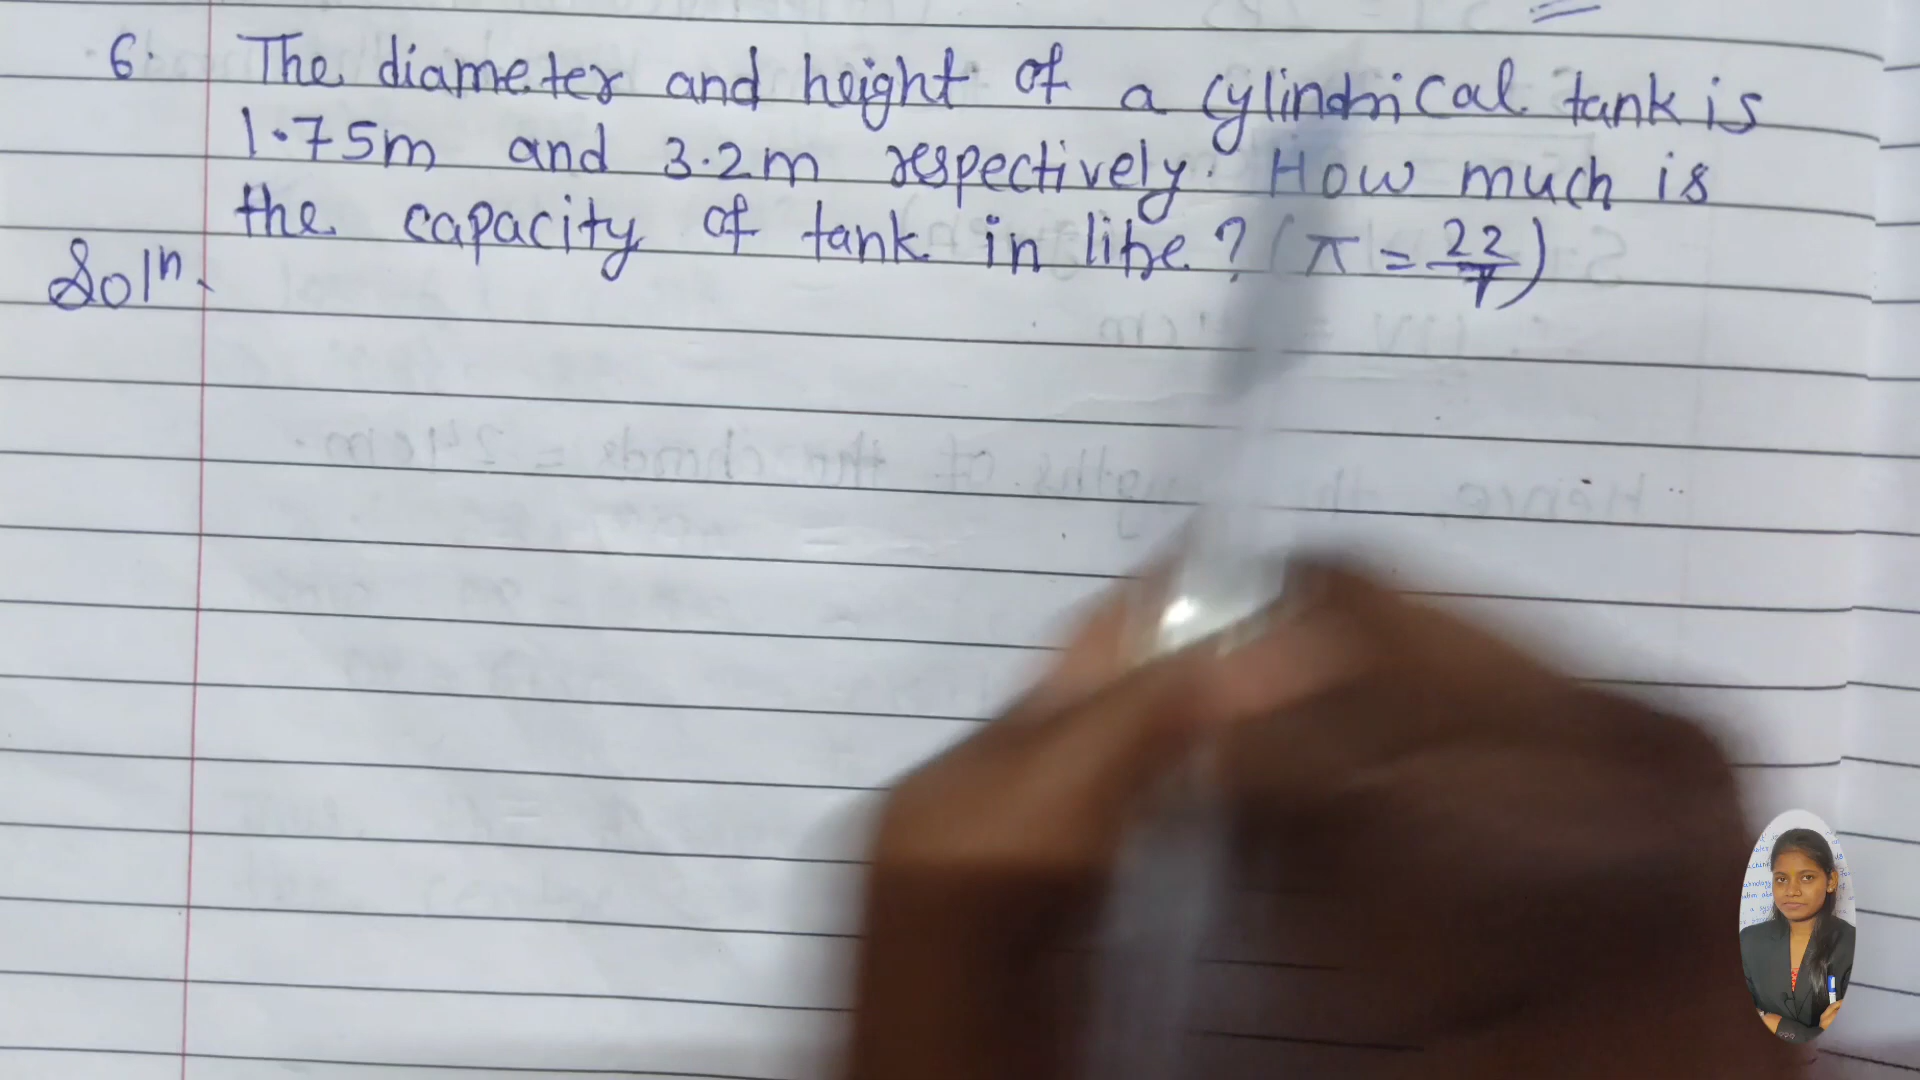 6. The diameter and height of a cylindrical tank is
1.75m and 3.2m respectively. How much is
the capacity of tank in litre? (π = 22/7)
Solⁿ.